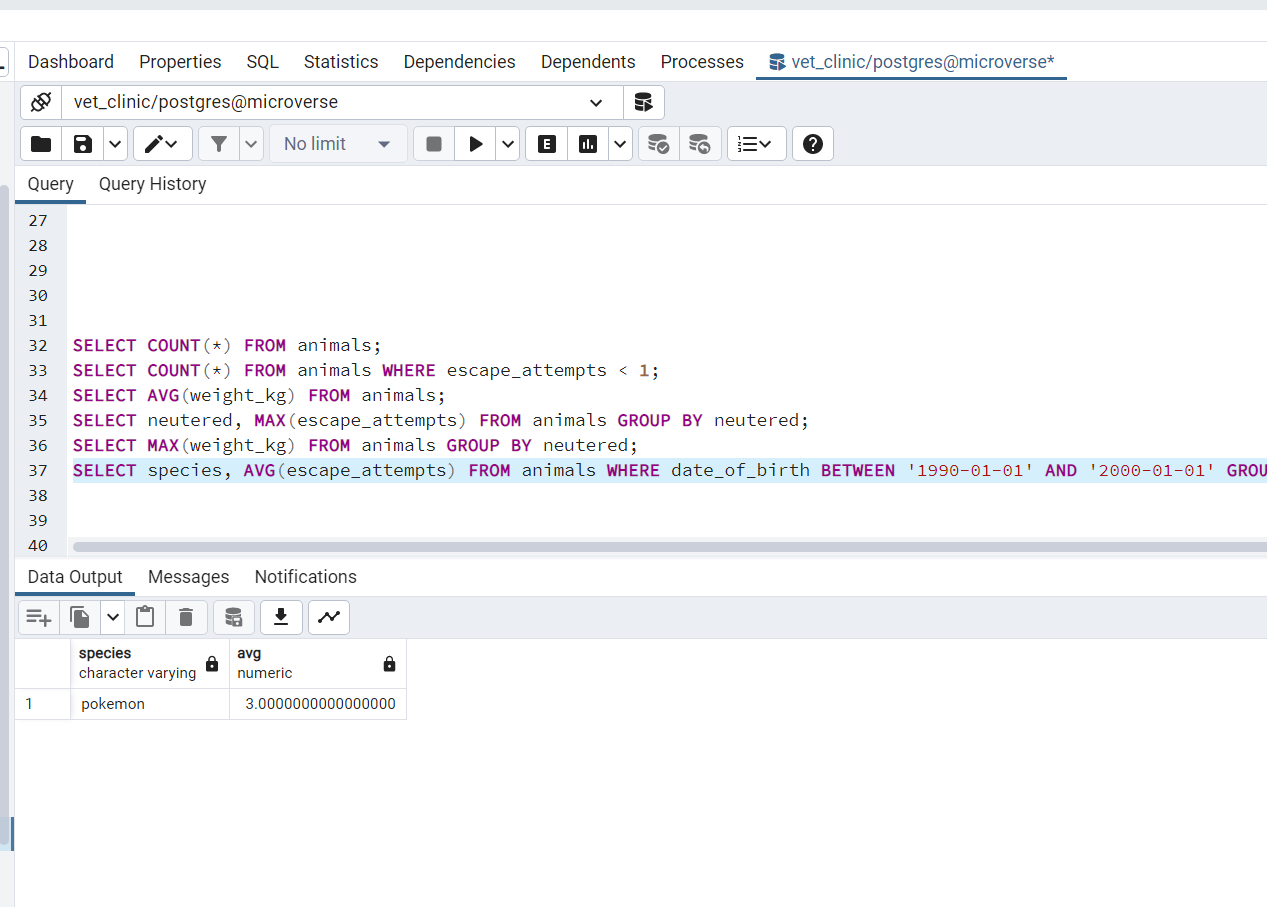 Dashboard Properties SQL Statistics Dependencies Dependents Processes vet_clinic/postgres@microverse*
vet_clinic/postgres@microverse
No limit E
Query Query History
27
28
29
30
31
32 SELECT COUNT(*) FROM animals;
33 SELECT COUNT(*) FROM animals WHERE escape_attempts < 1;
34 SELECT AVG(weight_kg) FROM animals;
35 SELECT neutered, MAX(escape_attempts) FROM animals GROUP BY neutered;
36 SELECT MAX(weight_kg) FROM animals GROUP BY neutered;
37 SELECT species, AVG(escape_attempts) FROM animals WHERE date_of_birth BETWEEN '1990-01-01' AND '2000-01-01' GROU
38
39
40
Data Output Messages Notifications
species avg
character varying numeric
1 pokemon 3.0000000000000000